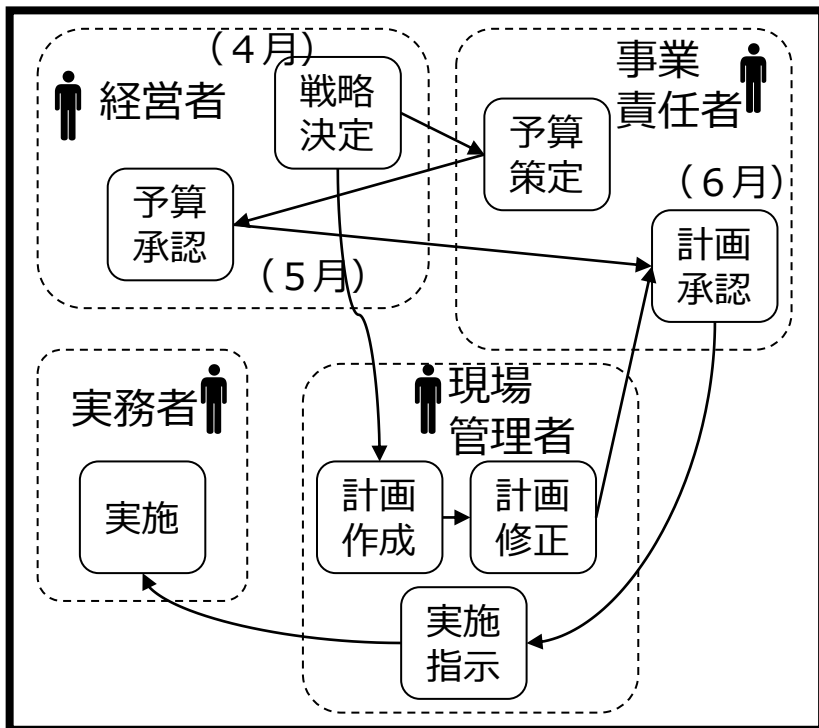 （４月）
経営者
戦略
決定
予算
承認
（５月）
事業
責任者
予算
策定
（６月）
計画
承認
実務者
実施
現場
管理者
計画
作成
計画
修正
実施
指示